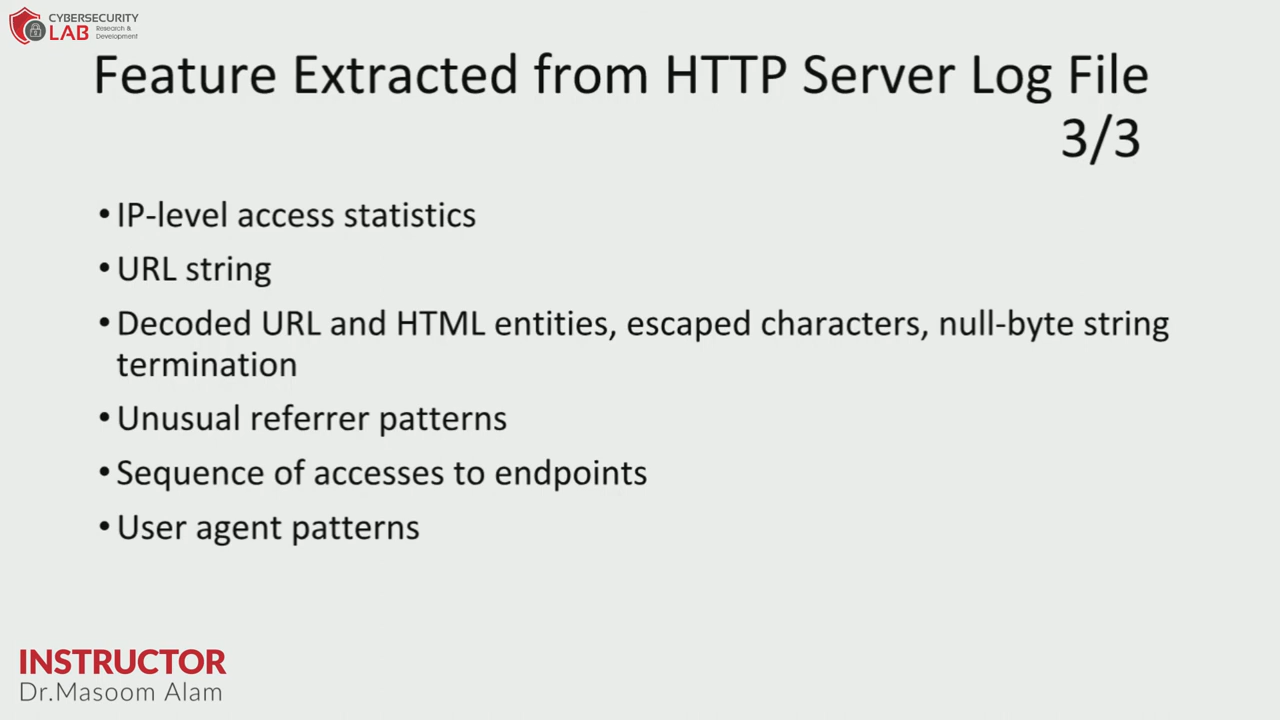 CYBERSECURITY
LAB Research & Development
Feature Extracted from HTTP Server Log File
3/3
• IP-level access statistics
• URL string
• Decoded URL and HTML entities, escaped characters, null-byte string
termination
• Unusual referrer patterns
• Sequence of accesses to endpoints
• User agent patterns
INSTRUCTOR
Dr.Masoom Alam